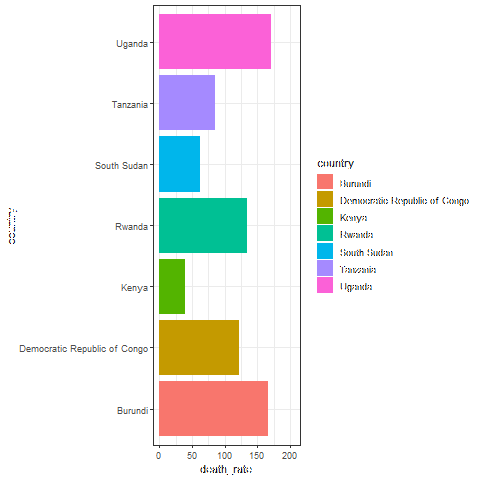 Uganda
Tanzania
South Sudan
Rwanda
Kenya
Democratic Republic of Congo
Burundi
0 50 100 150 200
death_rate
country
country
Burundi
Democratic Republic of Congo
Kenya
Rwanda
South Sudan
Tanzania
Uganda